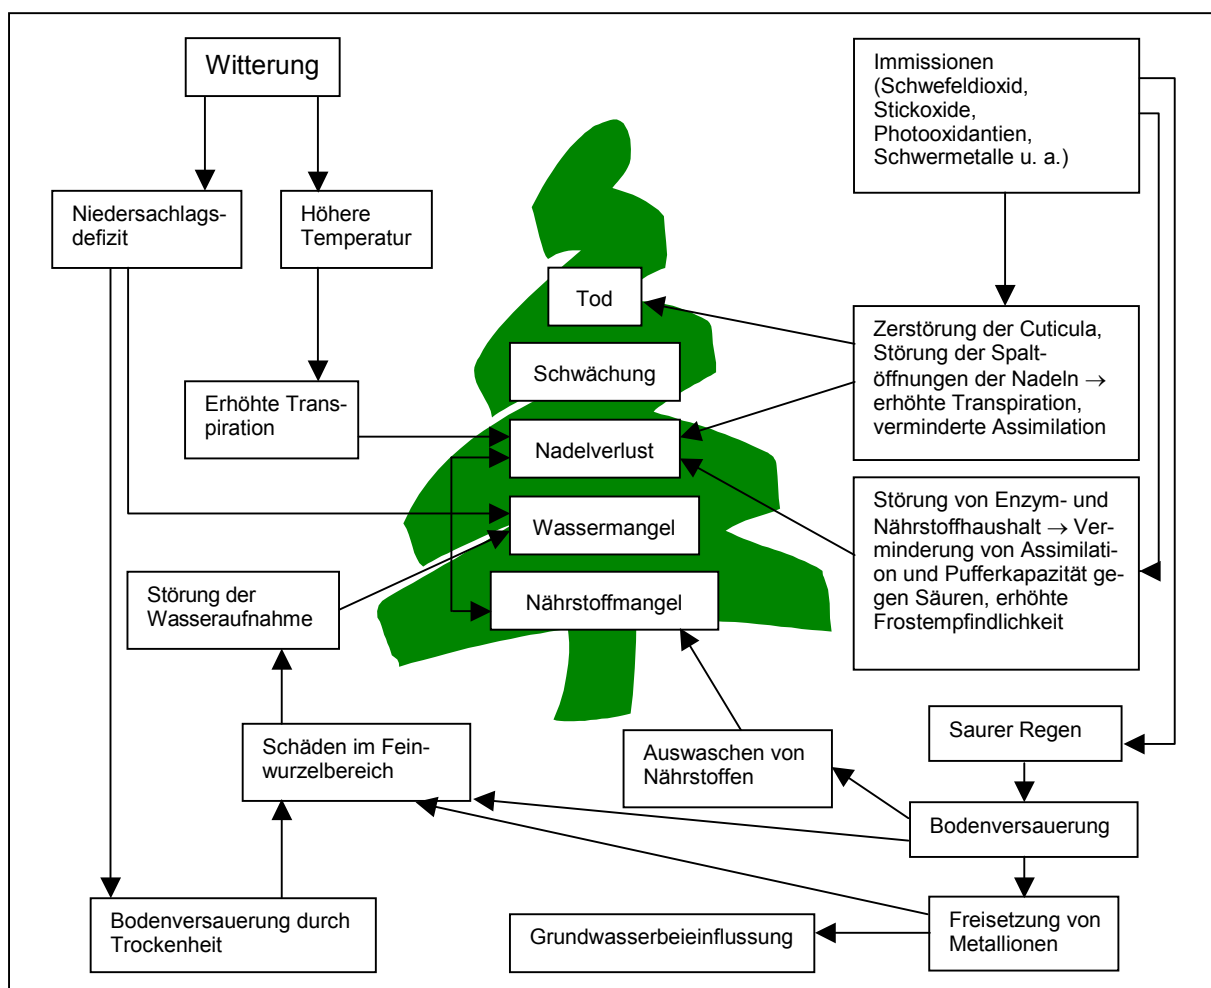 Witterung
Immissionen
(Schwefeldioxid,
Stickoxide,
Photooxidantien,
Schwermetalle u. a.)
Niedersachlags-
defizit
Höhere
Temperatur
Tod
Zerstörung der Cuticula,
Störung der Spalt-
öffnungen der Nadeln →
erhöhte Transpiration,
verminderte Assimilation
Schwächung
Erhöhte Trans-
piration
Nadelverlust
Störung von Enzym- und
Nährstoffhaushalt → Ver-
minderung von Assimilati-
on und Pufferkapazität ge-
gen Säuren, erhöhte
Frostempfindlichkeit
Wassermangel
Störung der
Wasseraufnahme
Nährstoffmangel
Saurer Regen
Schäden im Fein-
wurzelbereich
Auswaschen von
Nährstoffen
Bodenversauerung
Bodenversauerung durch
Trockenheit
Grundwasserbeieinflussung
Freisetzung von
Metallionen